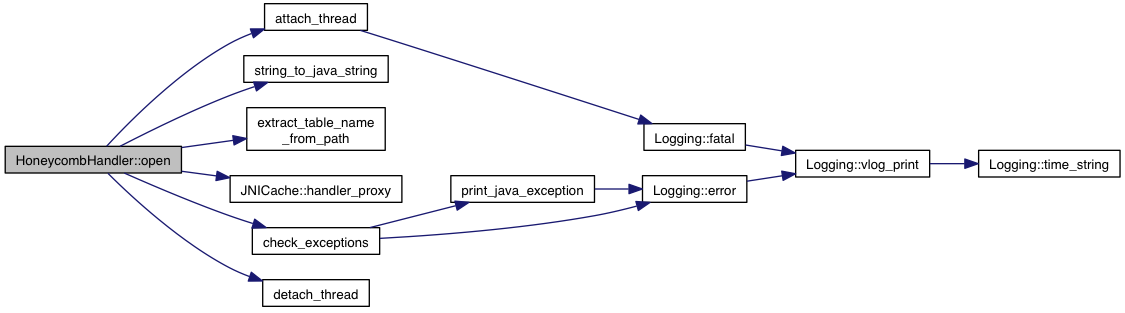 HoneycombHandler::open
attach_thread
string_to_java_string
extract_table_name
_from_path
JNICache::handler_proxy
check_exceptions
detach_thread
print_java_exception
Logging::fatal
Logging::error
Logging::vlog_print
Logging::time_string